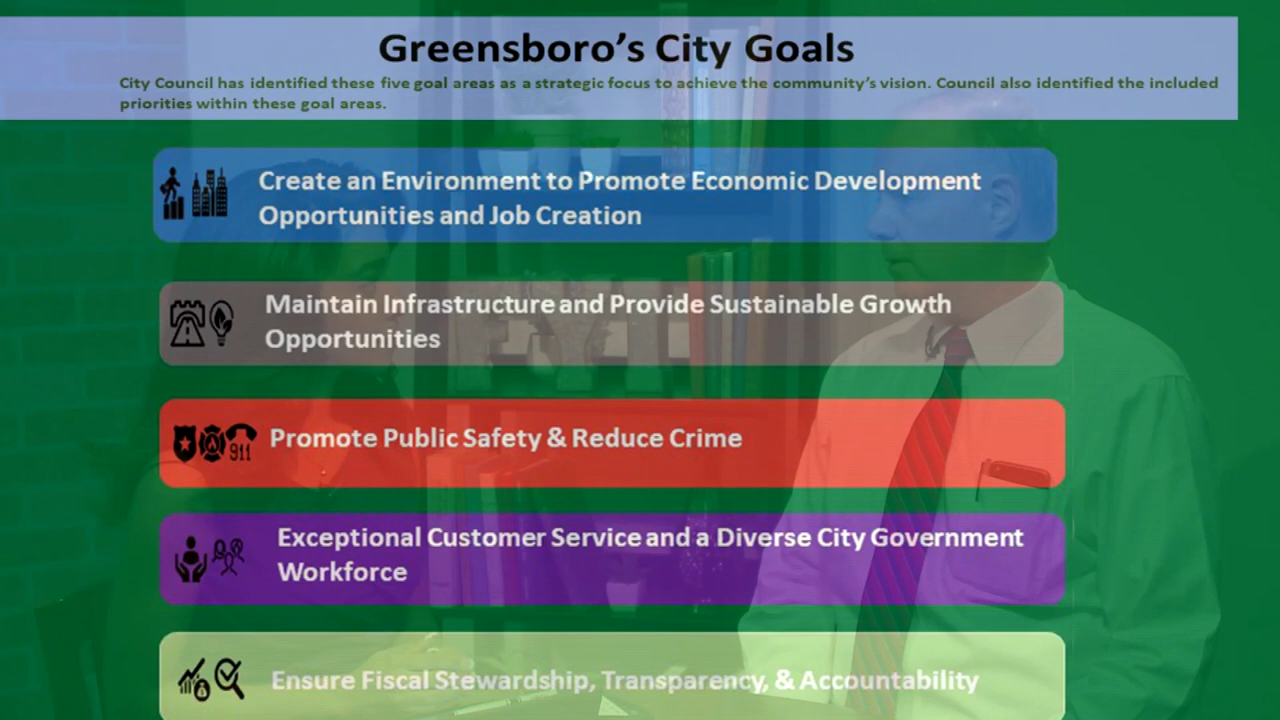 Greensboro’s City Goals
City Council has identified these five goal areas as a strategic focus to achieve the community’s vision. Council also identified the included
priorities within these goal areas.
Create an Environment to Promote Economic Development
Opportunities and Job Creation
Maintain Infrastructure and Provide Sustainable Growth
Opportunities
911
Promote Public Safety & Reduce Crime
Exceptional Customer Service and a Diverse City Government
Workforce
Ensure Fiscal Stewardship, Transparency, & Accountability